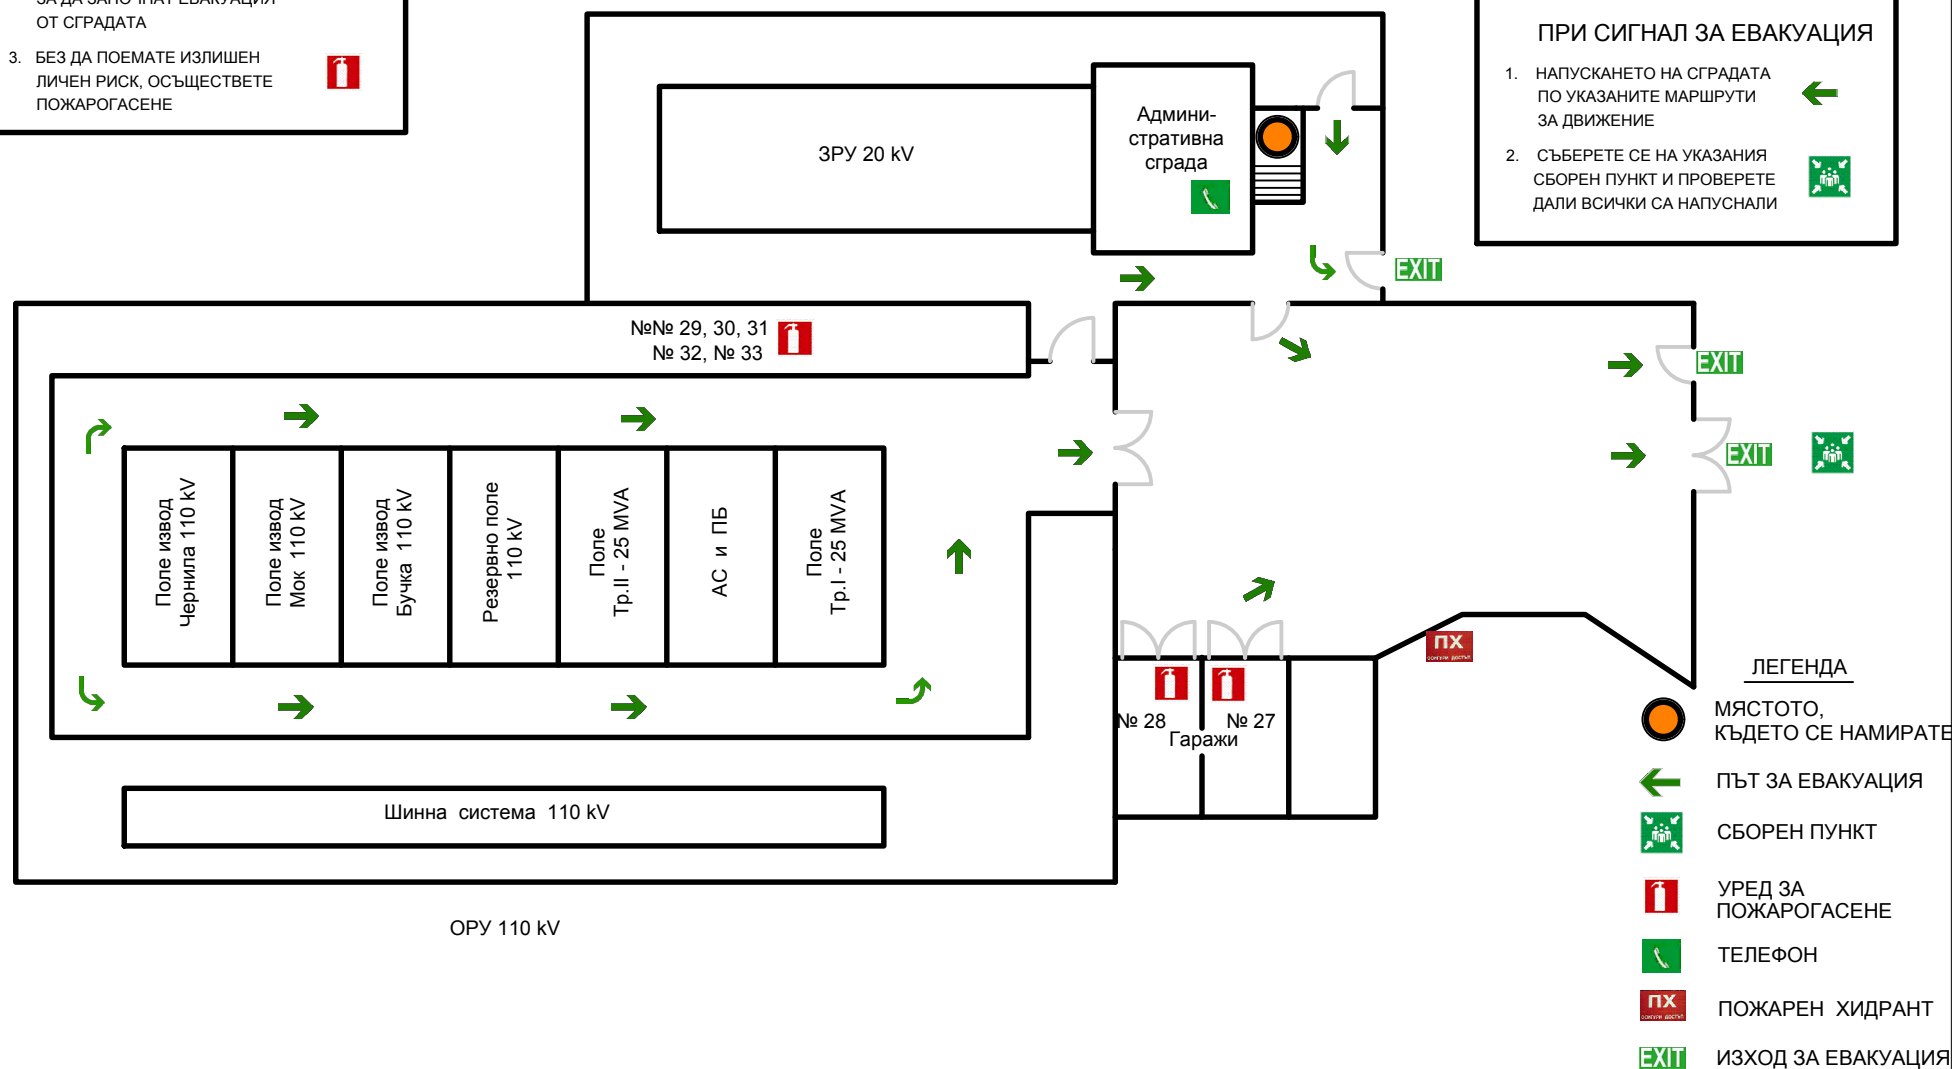 ЗА ДА ЗАПОЧНАТ ЕВАКУАЦИЯ
ОТ СГРАДАТА
3. БЕЗ ДА ПОЕМАТЕ ИЗЛИШЕН
ЛИЧЕН РИСК, ОСЪЩЕСТВЕТЕ
ПОЖАРОГАСЕНЕ
ПРИ СИГНАЛ ЗА ЕВАКУАЦИЯ
1. НАПУСКАНЕТО НА СГРАДАТА
ПО УКАЗАНИТЕ МАРШРУТИ
ЗА ДВИЖЕНИЕ
2. СЪБЕРЕТЕ СЕ НА УКАЗАНИЯ
СБОРЕН ПУНКТ И ПРОВЕРЕТЕ
ДАЛИ ВСИЧКИ СА НАПУСНАЛИ
ЗРУ 20 kV
Админи-
стративна
сграда
EXIT
№№ 29, 30, 31
№ 32, № 33
EXIT
EXIT
Поле извод
Чернила 110 kV
Поле извод
Мок 110 kV
Поле извод
Бучка 110 kV
Резервно поле
110 kV
Поле
Тр.II - 25 MVA
АС и ПБ
Поле
Тр.I - 25 MVA
ПХ
№ 28
№ 27
Гаражи
Шинна система 110 kV
ОРУ 110 kV
ЛЕГЕНДА
МЯСТОТО,
КЪДЕТО СЕ НАМИРАТЕ
ПЪТ ЗА ЕВАКУАЦИЯ
СБОРЕН ПУНКТ
УРЕД ЗА
ПОЖАРОГАСЕНЕ
ТЕЛЕФОН
ПХ
ПОЖАРЕН ХИДРАНТ
EXIT
ИЗХОД ЗА ЕВАКУАЦИЯ